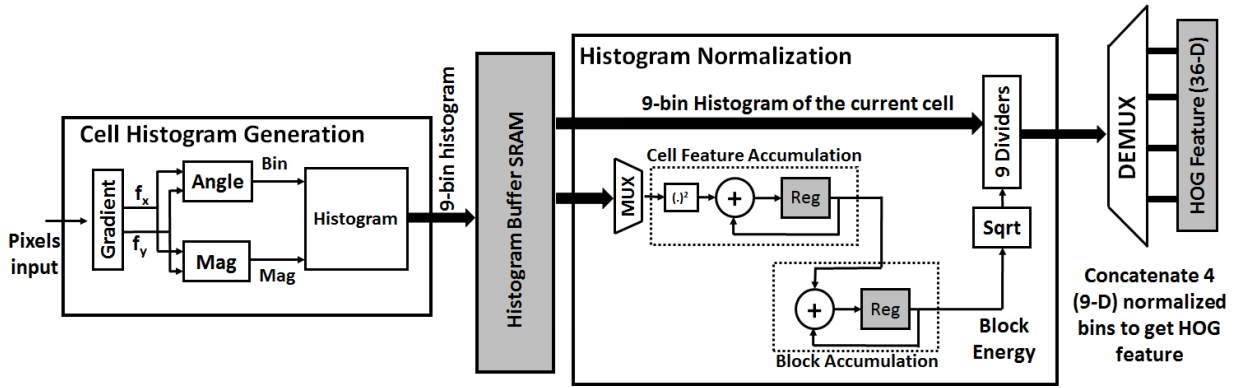 Cell Histogram Generation
Pixels
input
Gradient
fx
fy
Angle
Mag
Bin
Mag
Histogram
9-bin histogram
Histogram Buffer SRAM
Histogram Normalization
9-bin Histogram of the current cell
MUX
Cell Feature Accumulation
(.)²
+
Reg
+
Reg
Block Accumulation
Block
Energy
Sqrt
9 Dividers
DEMUX
HOG Feature (36-D)
Concatenate 4
(9-D) normalized
bins to get HOG
feature